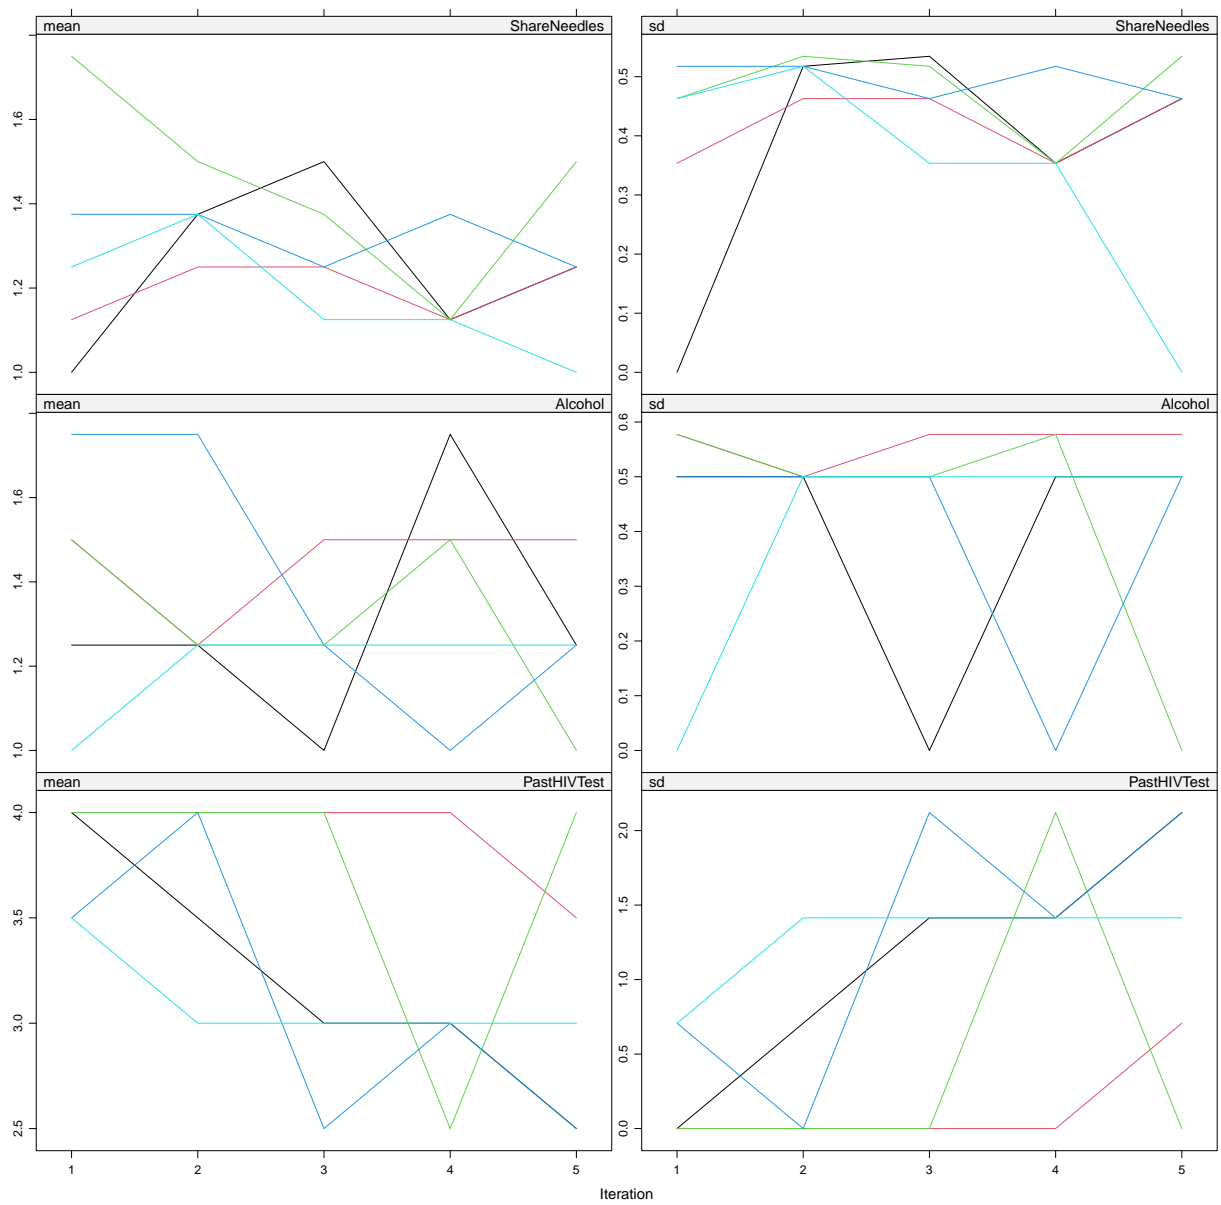 mean ShareNeedles
sd ShareNeedles
1.0 1.2 1.4 1.6
0.0 0.1 0.2 0.3 0.4 0.5
mean Alcohol
sd Alcohol
1.0 1.2 1.4 1.6
0.0 0.1 0.2 0.3 0.4 0.5 0.6
mean PastHIVTest
sd PastHIVTest
2.5 3.0 3.5 4.0
0.0 0.5 1.0 1.5 2.0
1 2 3 4 5
1 2 3 4 5
Iteration